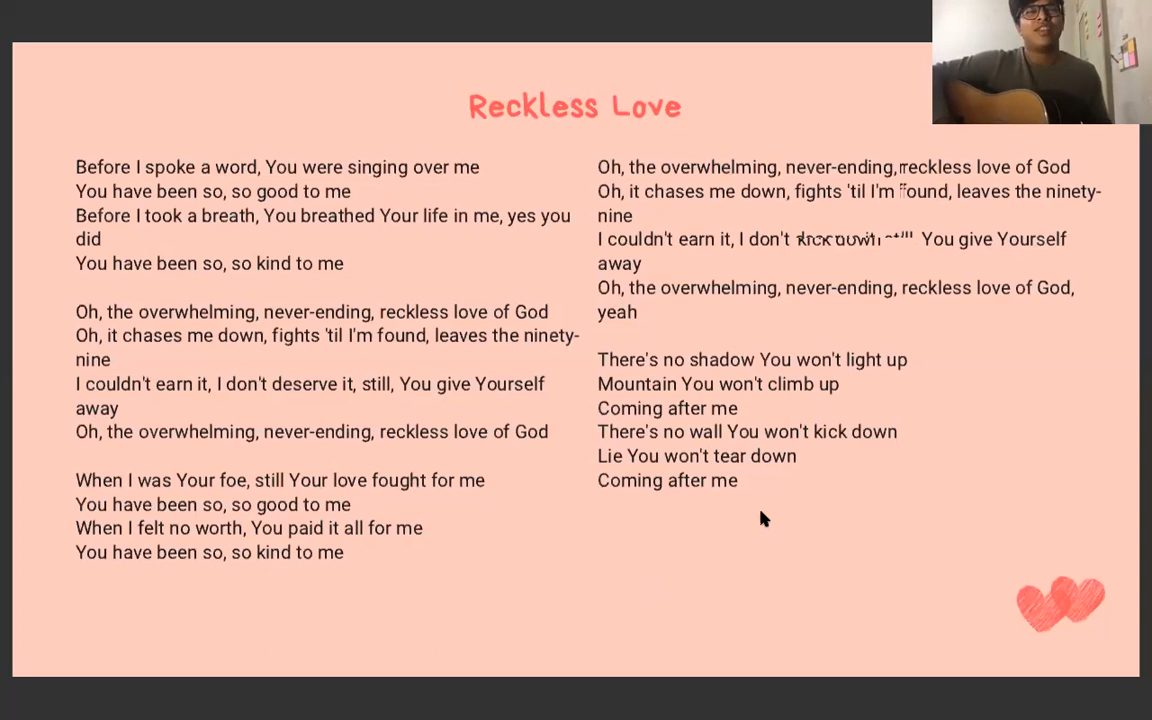 Reckless Love
Before I spoke a word, You were singing over me
You have been so, so good to me
Before I took a breath, You breathed Your life in me, yes you
did
You have been so, so kind to me
Oh, the overwhelming, never-ending, reckless love of God
Oh, it chases me down, fights 'til I'm found, leaves the ninety-
nine
I couldn't earn it, I don't deserve it, still, You give Yourself
away
Oh, the overwhelming, never-ending, reckless love of God
When I was Your foe, still Your love fought for me
You have been so, so good to me
When I felt no worth, You paid it all for me
You have been so, so kind to me
Oh, the overwhelming, never-ending, reckless love of God
Oh, it chases me down, fights 'til I'm found, leaves the ninety-
nine
I couldn't earn it, I don't You give Yourself
away
Oh, the overwhelming, never-ending, reckless love of God,
yeah
There's no shadow You won't light up
Mountain You won't climb up
Coming after me
There's no wall You won't kick down
Lie You won't tear down
Coming after me